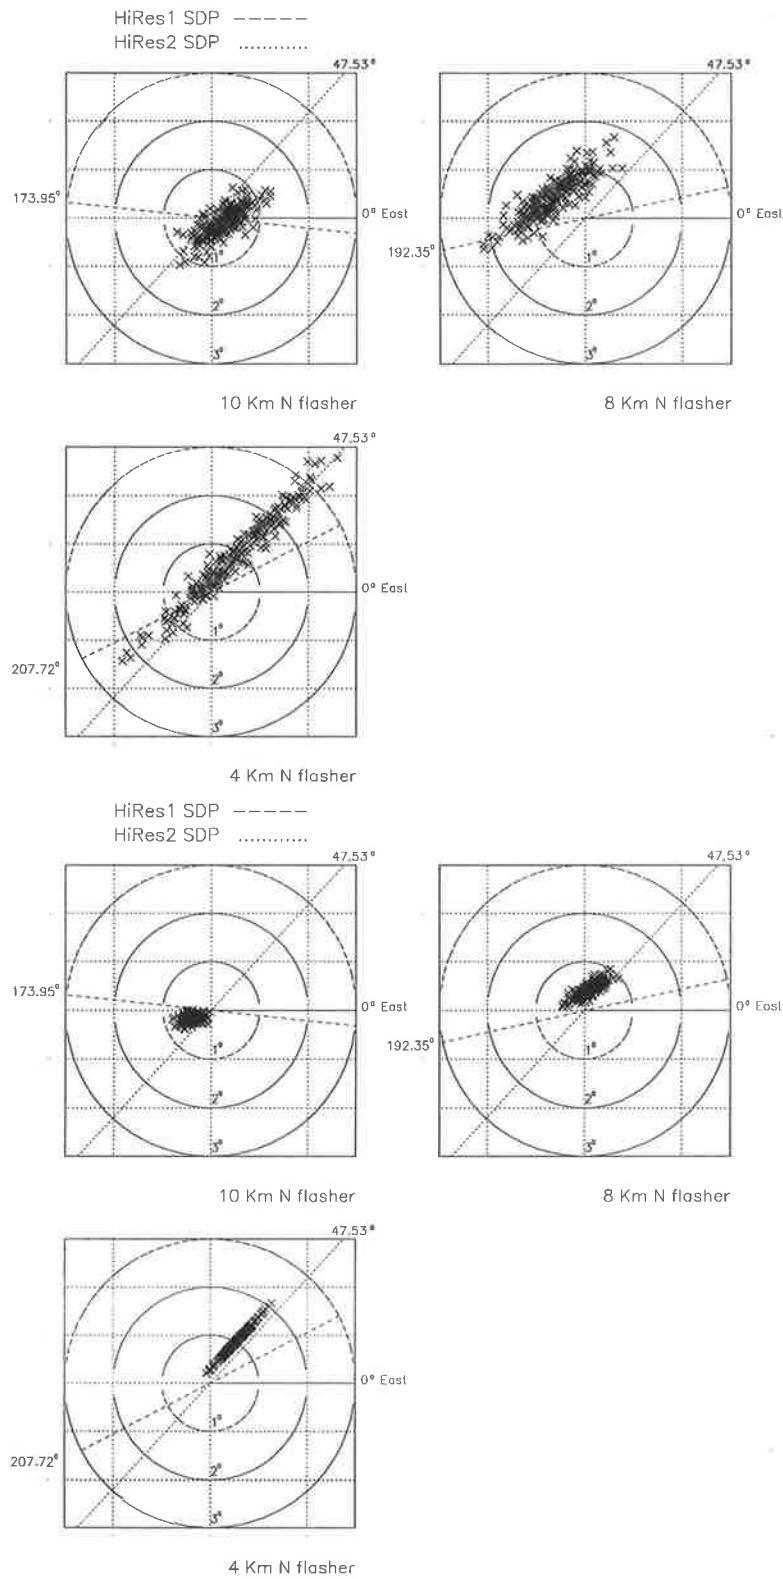 HiRes1 SDP -----
HiRes2 SDP ............
47.53° 47.53°
173.95° 0° East 0° East
192.35°
1° 1°
2° 2°
3° 3°
10 Km N flasher 8 Km N flasher
47.53°
0° East
1°
207.72° 2°
3°
4 Km N flasher
HiRes1 SDP -----
HiRes2 SDP ............
47.53° 47.53°
173.95° 0° East 0° East
192.35° 1° 1°
2° 2°
3° 3°
10 Km N flasher 8 Km N flasher
47.53°
0° East
1°
207.72° 2°
3°
4 Km N flasher